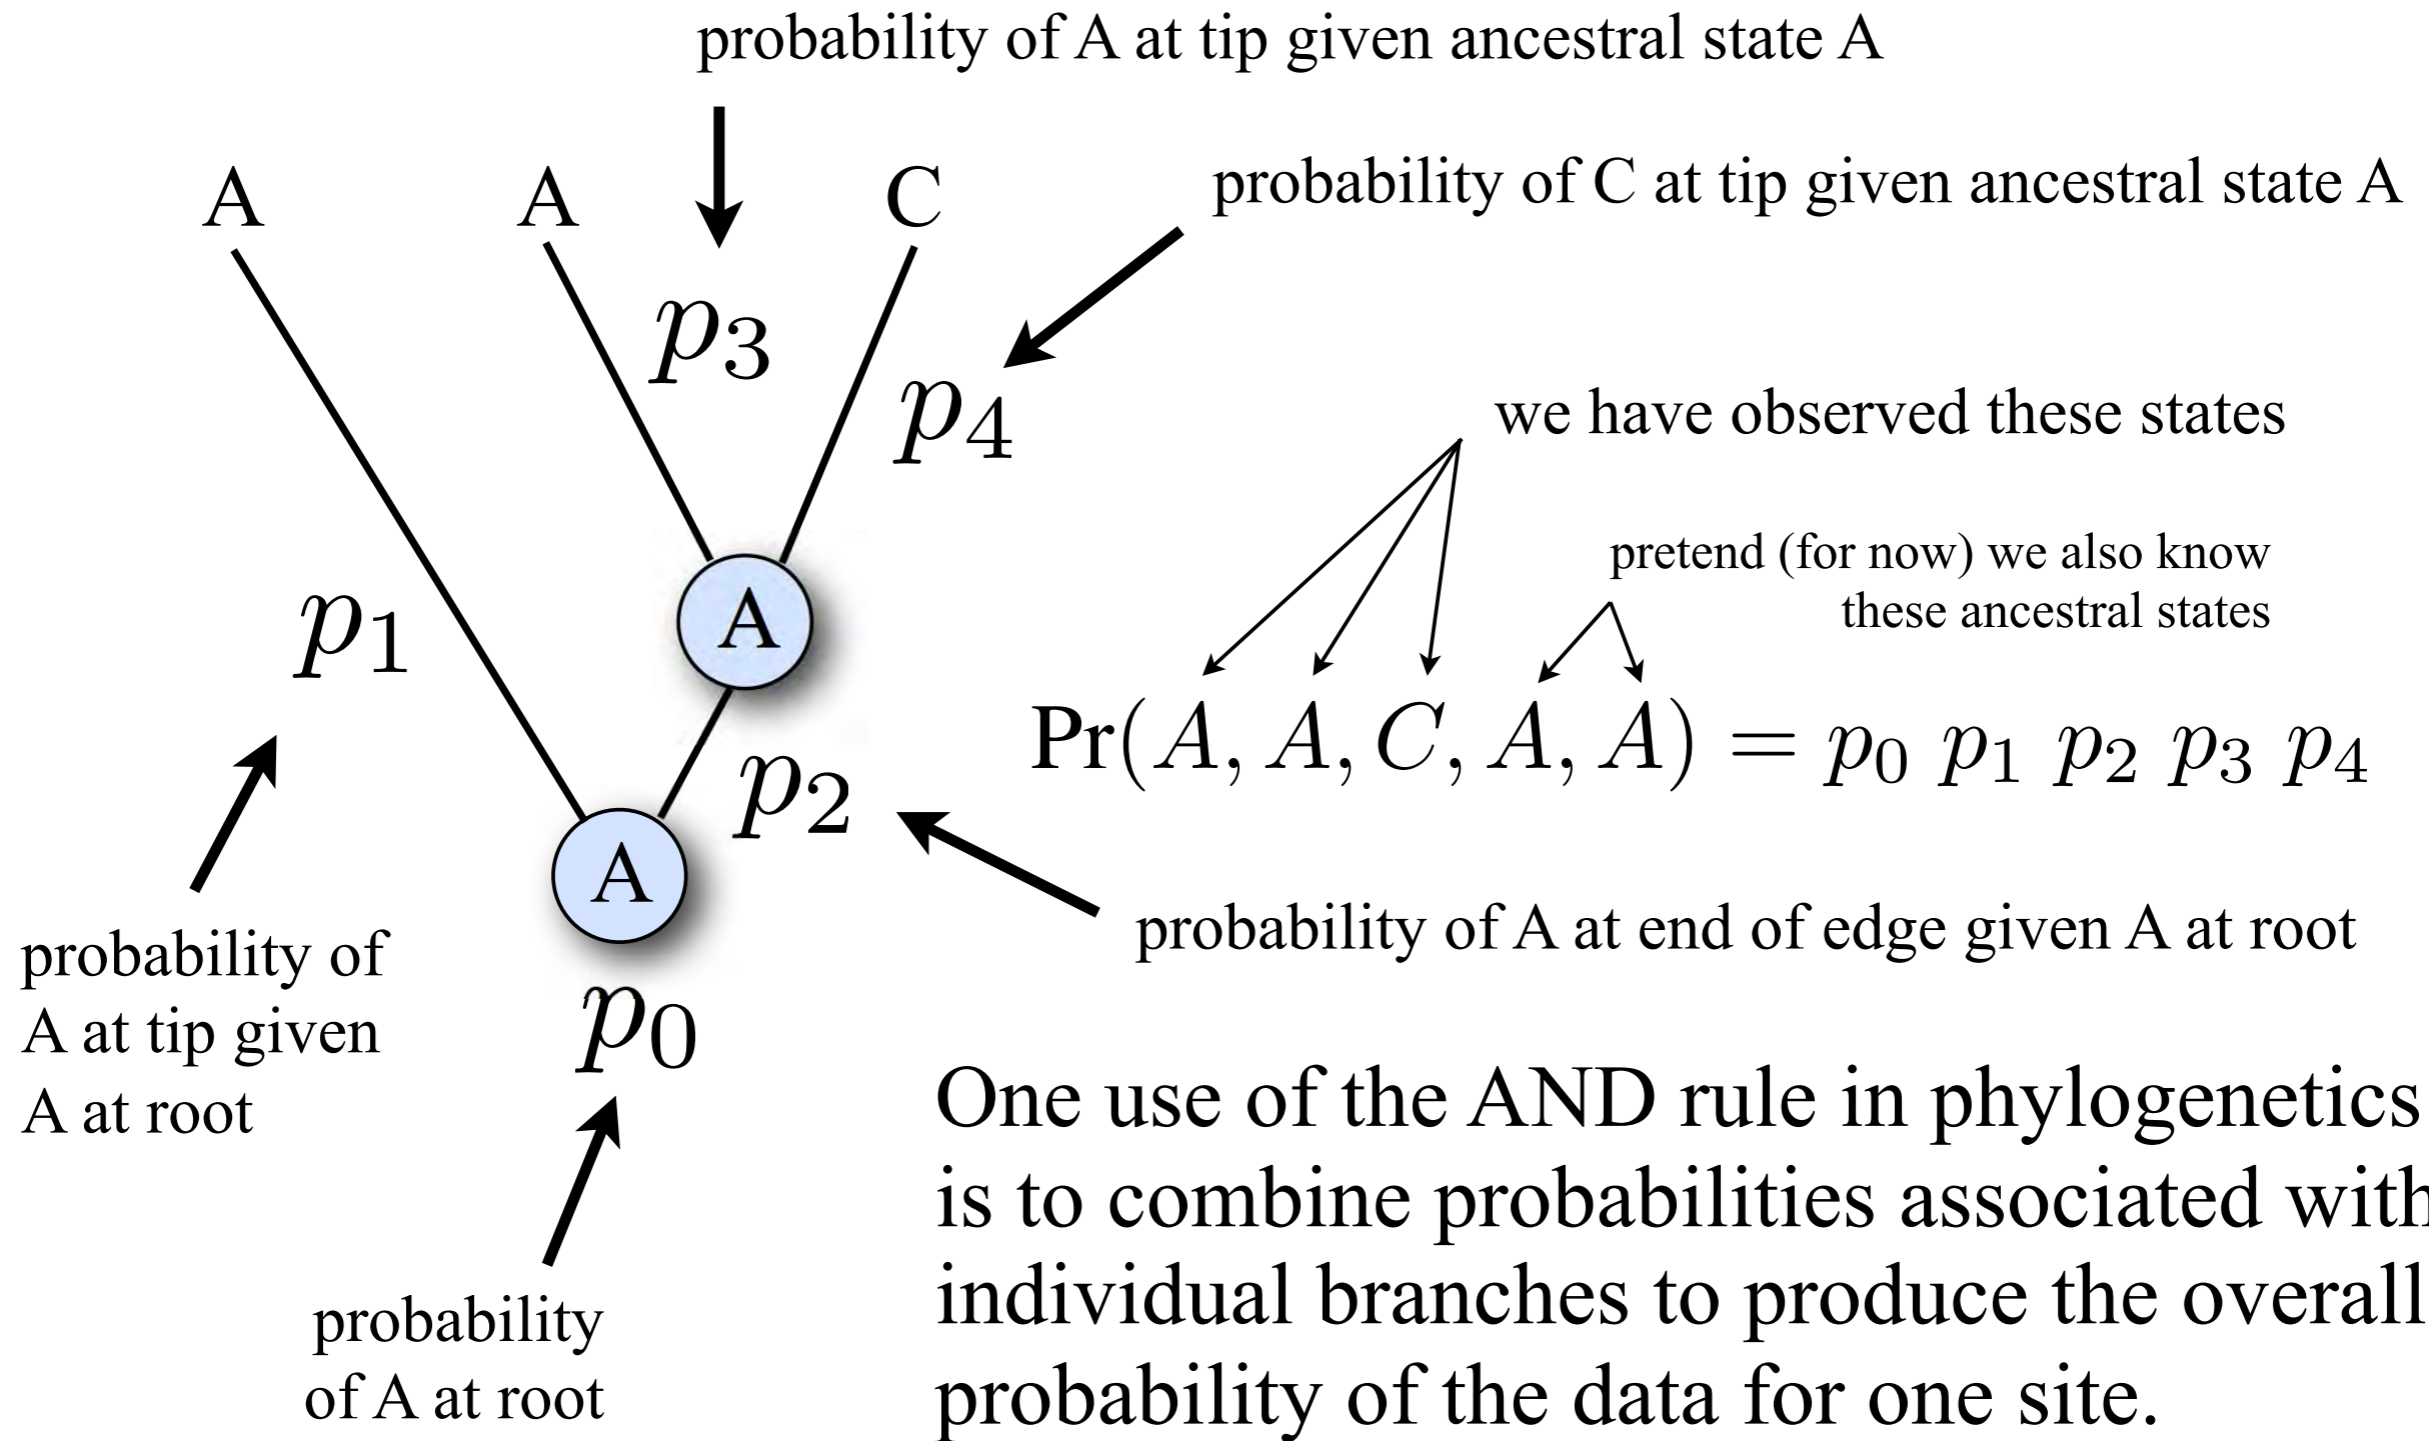 probability of A at tip given ancestral state A
A
A
C
probability of C at tip given ancestral state A
p3
p4
we have observed these states
pretend (for now) we also know
these ancestral states
p1
A
Pr(A, A, C, A, A) = p0 p1 p2 p3 p4
p2
A
probability of A at end of edge given A at root
probability of
A at tip given
A at root
p0
probability
of A at root
One use of the AND rule in phylogenetics
is to combine probabilities associated with
individual branches to produce the overall
probability of the data for one site.